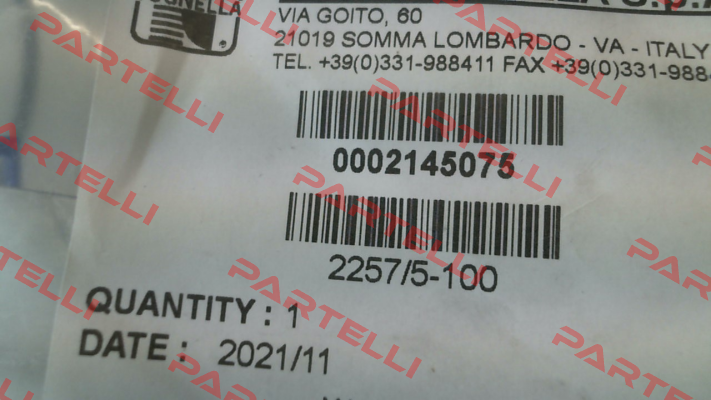 VIA GOITO, 60
21019 SOMMA LOMBARDO - VA - ITALY
TEL. +39(0)331-988411 FAX +39(0)331-988
0002145075
2257/5-100
QUANTITY : 1
DATE : 2021/11
PARTELLI
PARTELLI
PARTELLI
PARTELLI
PARTELLI